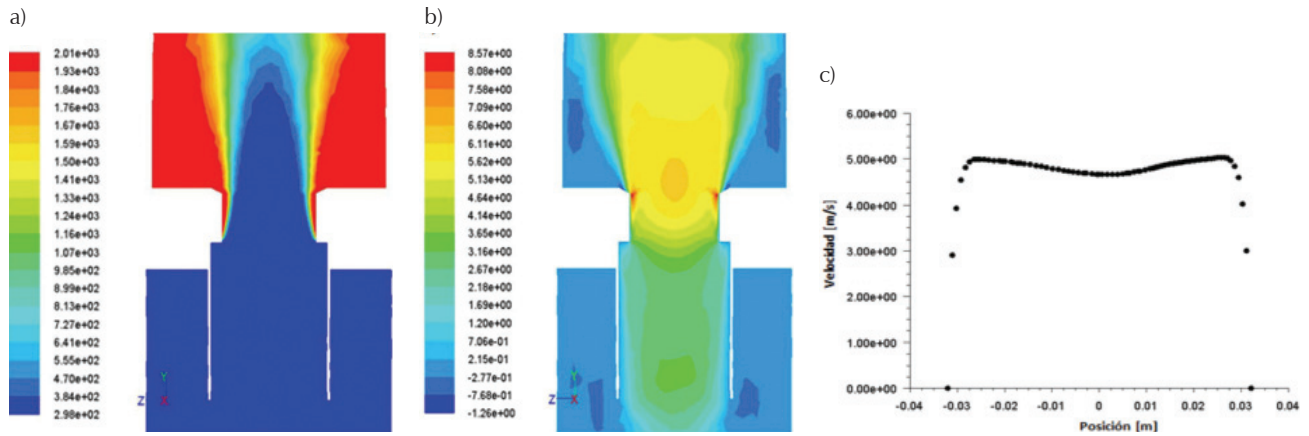 a)
2.01e+03
1.93e+03
1.84e+03
1.76e+03
1.67e+03
1.50e+03
1.41e+03
1.33e+03
1.24e+03
1.16e+03
1.07e+03
9.85e+02
8.99e+02
8.13e+02
7.27e+02
6.41e+02
5.55e+02
4.70e+02
3.84e+02
2.98e+02
Y
Z
X
b)
8.57e+00
8.08e+00
7.58e+00
7.09e+00
6.60e+00
6.11e+00
5.62e+00
5.13e+00
4.64e+00
4.15e+00
3.65e+00
3.16e+00
2.67e+00
2.18e+00
1.69e+00
1.20e+00
7.06e-01
2.15e-01
-2.77e-01
-7.68e-01
-1.26e+00
Y
Z
X
c)
Velocidad [m/s]
6.00e+00
5.00e+00
4.00e+00
3.00e+00
2.00e+00
1.00e+00
0.00e+00
-0.04
-0.03
-0.02
-0.01
0
0.01
0.02
0.03
0.04
Posición [m]